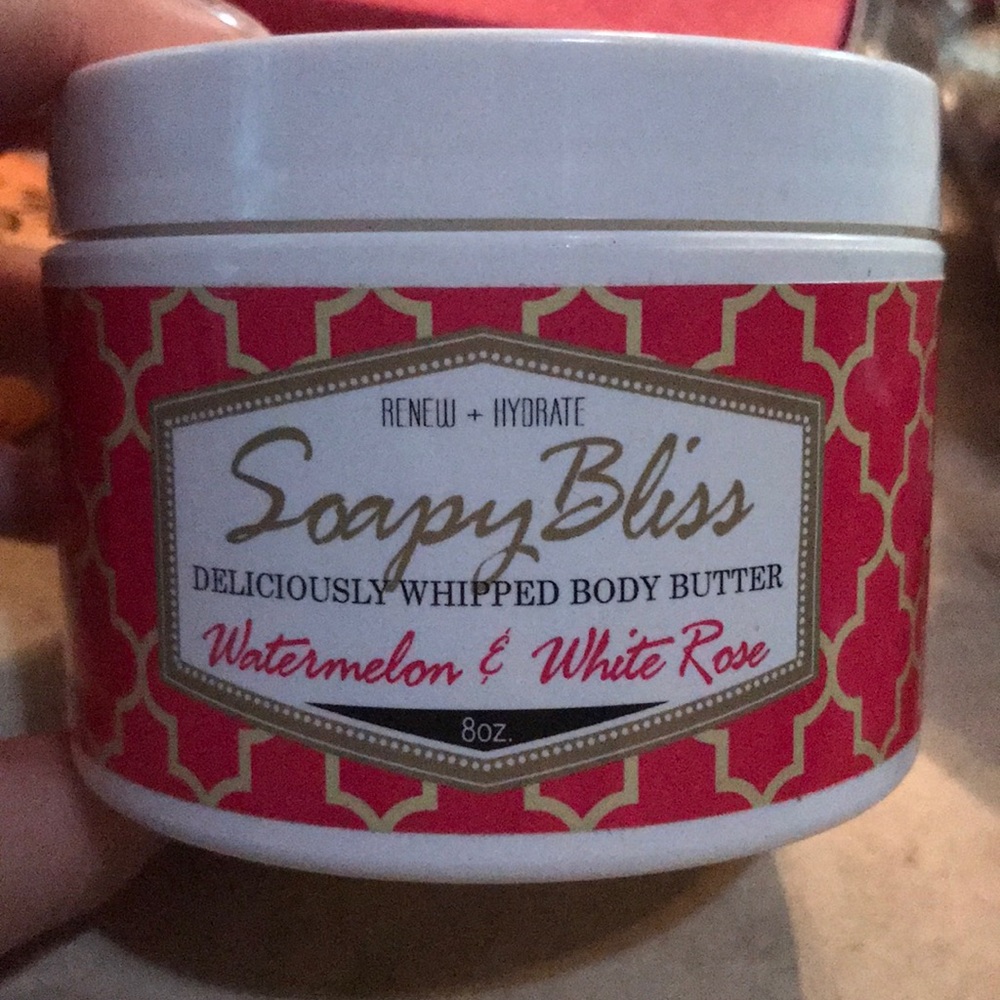 RENEW + HYDRATE
Soapy Bliss
DELICIOUSLY WHIPPED BODY BUTTER
Watermelon & White Rose
8oz.